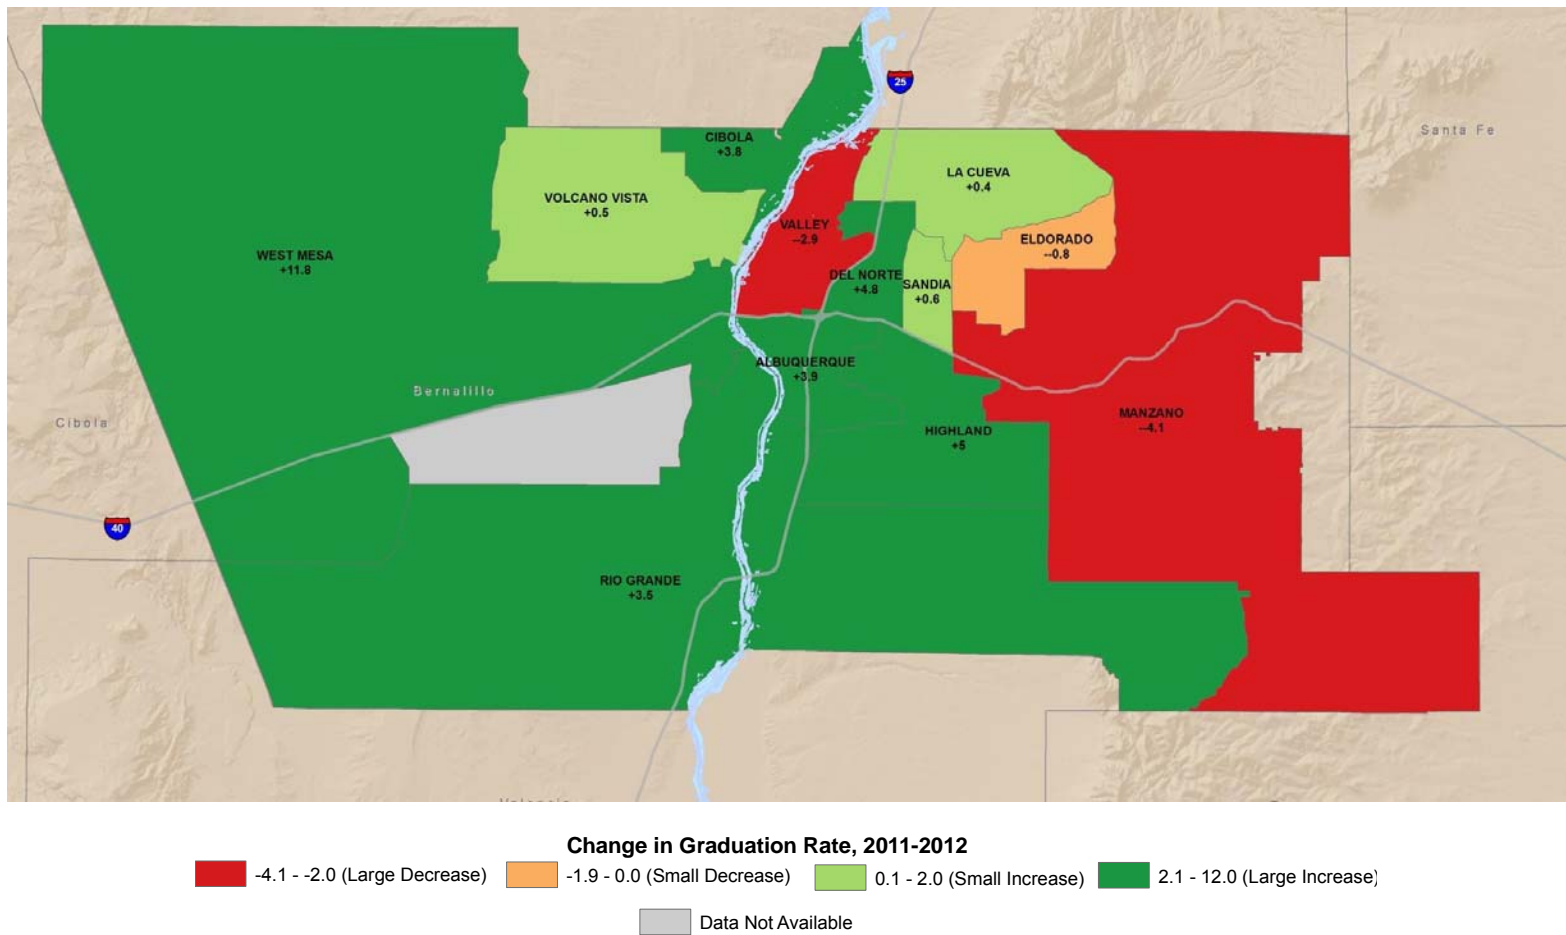 25
Santa Fe
CIBOLA
+3.8
LA CUEVA
+0.4
VOLCANO VISTA
+0.5
VALLEY
--2.9
ELDORADO
--0.8
WEST MESA
+11.8
DEL NORTE
+4.8
SANDIA
+0.6
ALBUQUERQUE
+3.9
Bernalillo
Cibola
MANZANO
--4.1
HIGHLAND
+5
40
RIO GRANDE
+3.5
Change in Graduation Rate, 2011-2012
-4.1 - -2.0 (Large Decrease)
-1.9 - 0.0 (Small Decrease)
0.1 - 2.0 (Small Increase)
2.1 - 12.0 (Large Increase)
Data Not Available